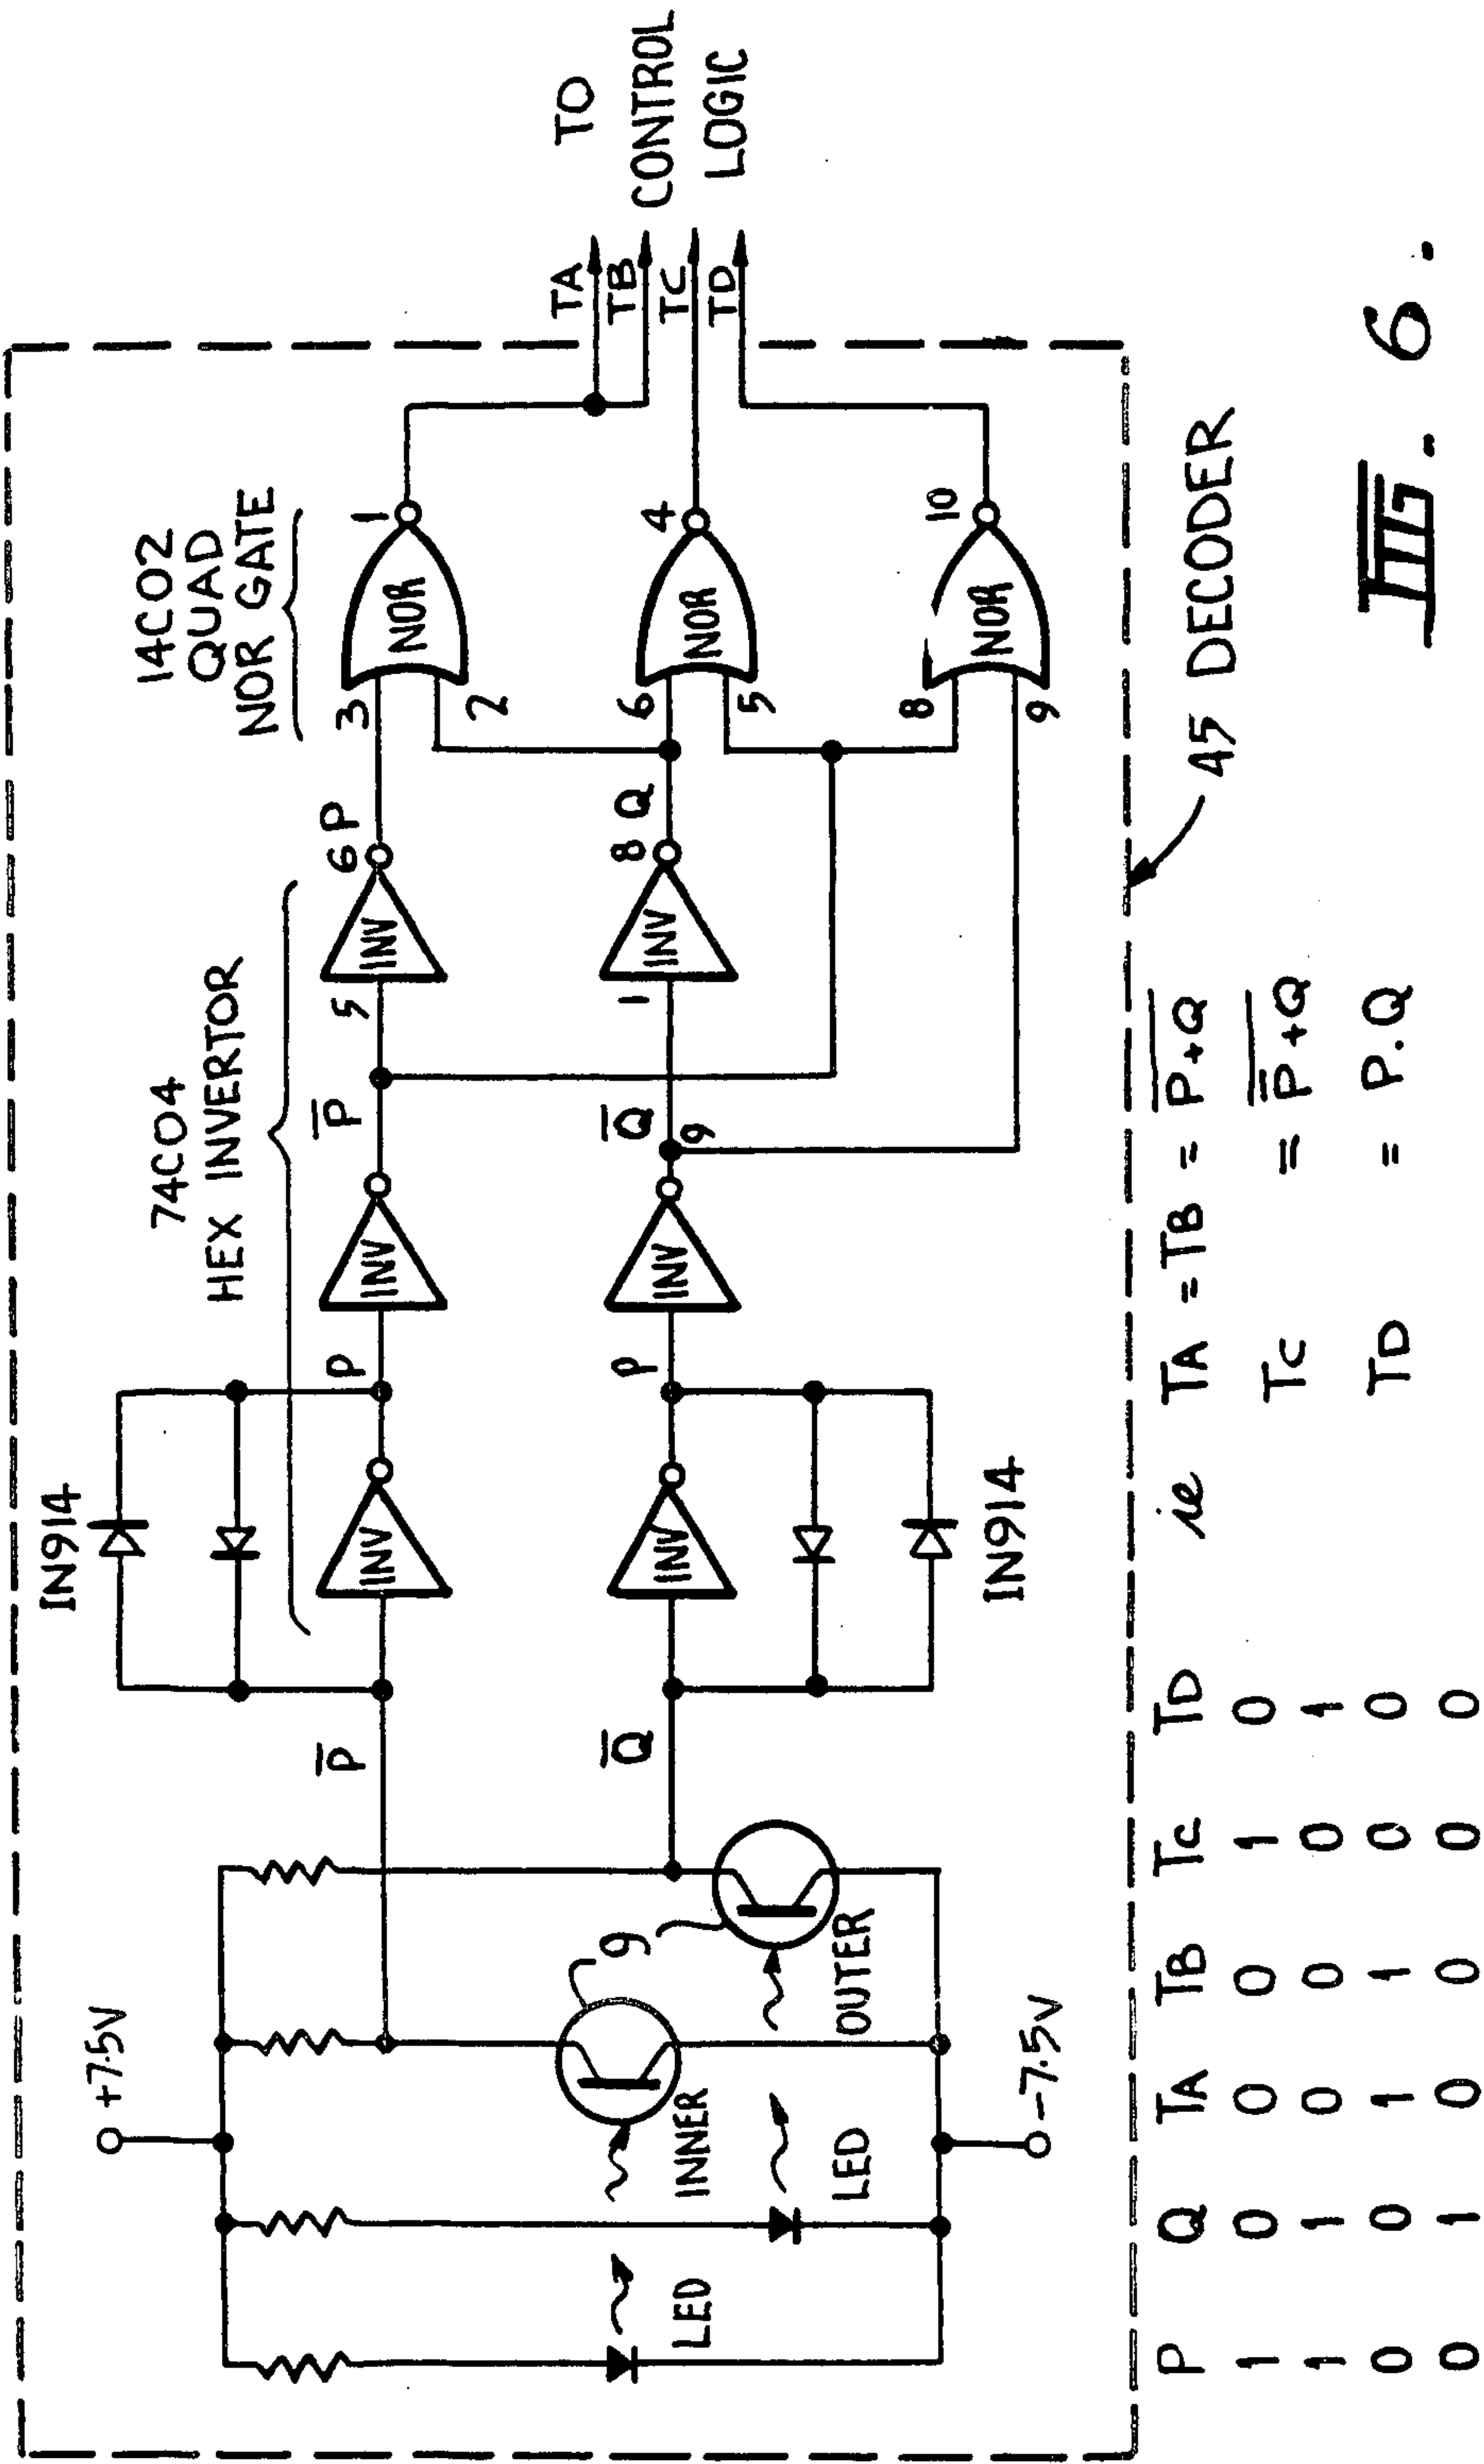 +7.5V
IN914
74C04
HEX INVERTOR
14C02
QUAD
NOR GATE
P̅
INV
P
INV
P̅
5
INV
6
P
3
2
NOR
1
Q̅
INV
P
INV
Q̅
9
1
INV
8
Q
6
5
NOR
4
8
9
NOR
10
IN914
LED
LED
INNER
OUTER
9
-7.5V
TA
TB
TC
TD
TO
CONTROL
LOGIC
45 DECODER
P Q TA TB TC TD
1 0 0 0 1 0
1 1 0 0 0 1
0 0 1 1 0 0
0 1 0 0 0 0
ie TA = TB = \overline{P+Q}
TC = \overline{P̅+Q}
TD = P.Q
FIG. 6.